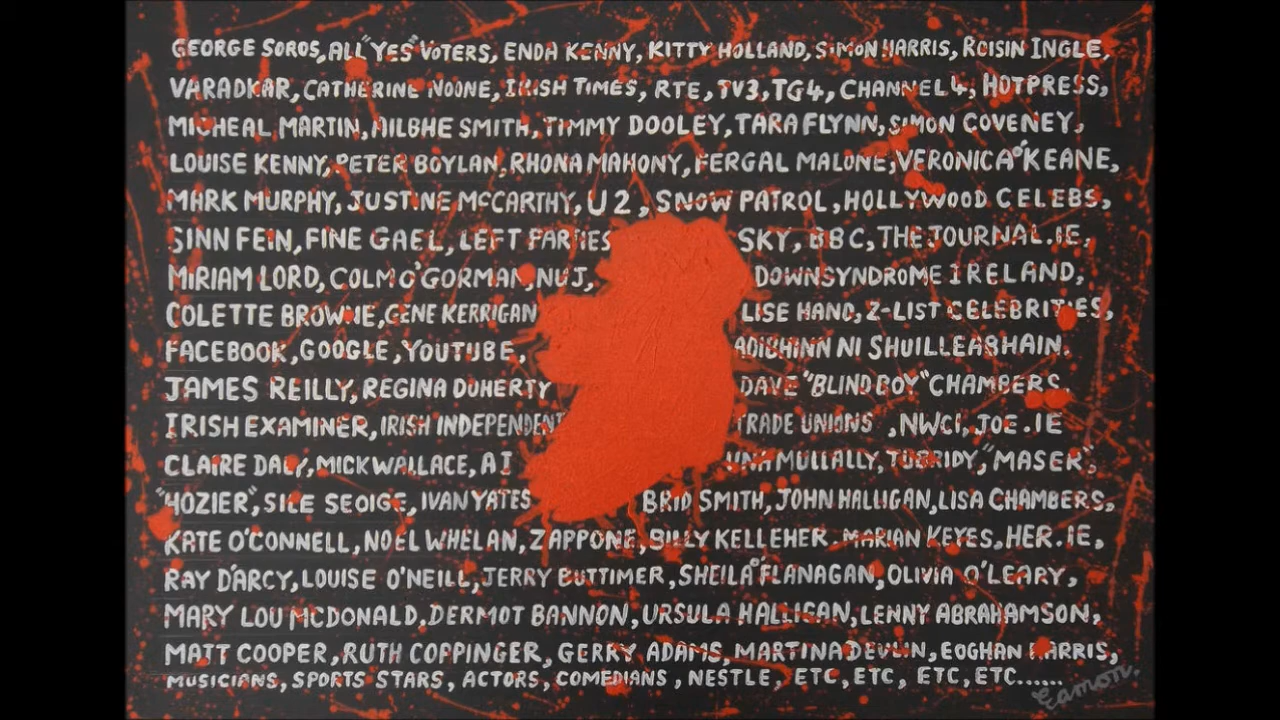 GEORGE SOROS, ALL "YES" VOTERS, ENDA KENNY, KITTY HOLLAND, SIMON HARRIS, ROISIN INGLE,
VARADKAR, CATHERINE NOONE, IRISH TIMES, RTE, TV3, TG4, CHANNEL 4, HOTPRESS,
MICHEAL MARTIN, AILBHE SMITH, TIMMY DOOLEY, TARA FLYNN, SIMON COVENEY,
LOUISE KENNY, PETER BOYLAN, RHONA MAHONY, FERGAL MALONE, VERONICA O'KEANE,
MARK MURPHY, JUSTINE McCARTHY, U2, SNOW PATROL, HOLLYWOOD CELEBS,
SINN FEIN, FINE GAEL, LEFT PARTIES SKY, BBC, THEJOURNAL.IE,
MIRIAM LORD, COLM O'GORMAN, NUJ, DOWNSYNDROME IRELAND,
COLETTE BROWNE, GENE KERRIGAN LISE HAND, Z-LIST CELEBRITIES,
FACEBOOK, GOOGLE, YOUTUBE, AOIBHINN NI SHUILLEABHAIN.
JAMES REILLY, REGINA DOHERTY DAVE "BLINDBOY" CHAMBERS.
IRISH EXAMINER, IRISH INDEPENDENT TRADE UNIONS , NWCI, JOE.IE
CLAIRE DALY, MICK WALLACE, AI UNA MULLALLY, TUBRIDY, "MASER",
"HOZIER", SILE SEOIGE, IVAN YATES BRID SMITH, JOHN HALLIGAN, LISA CHAMBERS,
KATE O'CONNELL, NOEL WHELAN, ZAPPONE, BILLY KELLEHER. MARIAN KEYES, HER.IE,
RAY D'ARCY, LOUISE O'NEILL, JERRY BUTTIMER, SHEILA O'FLANAGAN, OLIVIA O'LEARY,
MARY LOU MCDONALD, DERMOT BANNON, URSULA HALLIGAN, LENNY ABRAHAMSON,
MATT COOPER, RUTH COPPINGER, GERRY ADAMS, MARTINA DEVLIN, EOGHAN HARRIS,
MUSICIANS, SPORTS STARS, ACTORS, COMEDIANS, NESTLE, ETC, ETC, ETC, ETC......
Eamon.